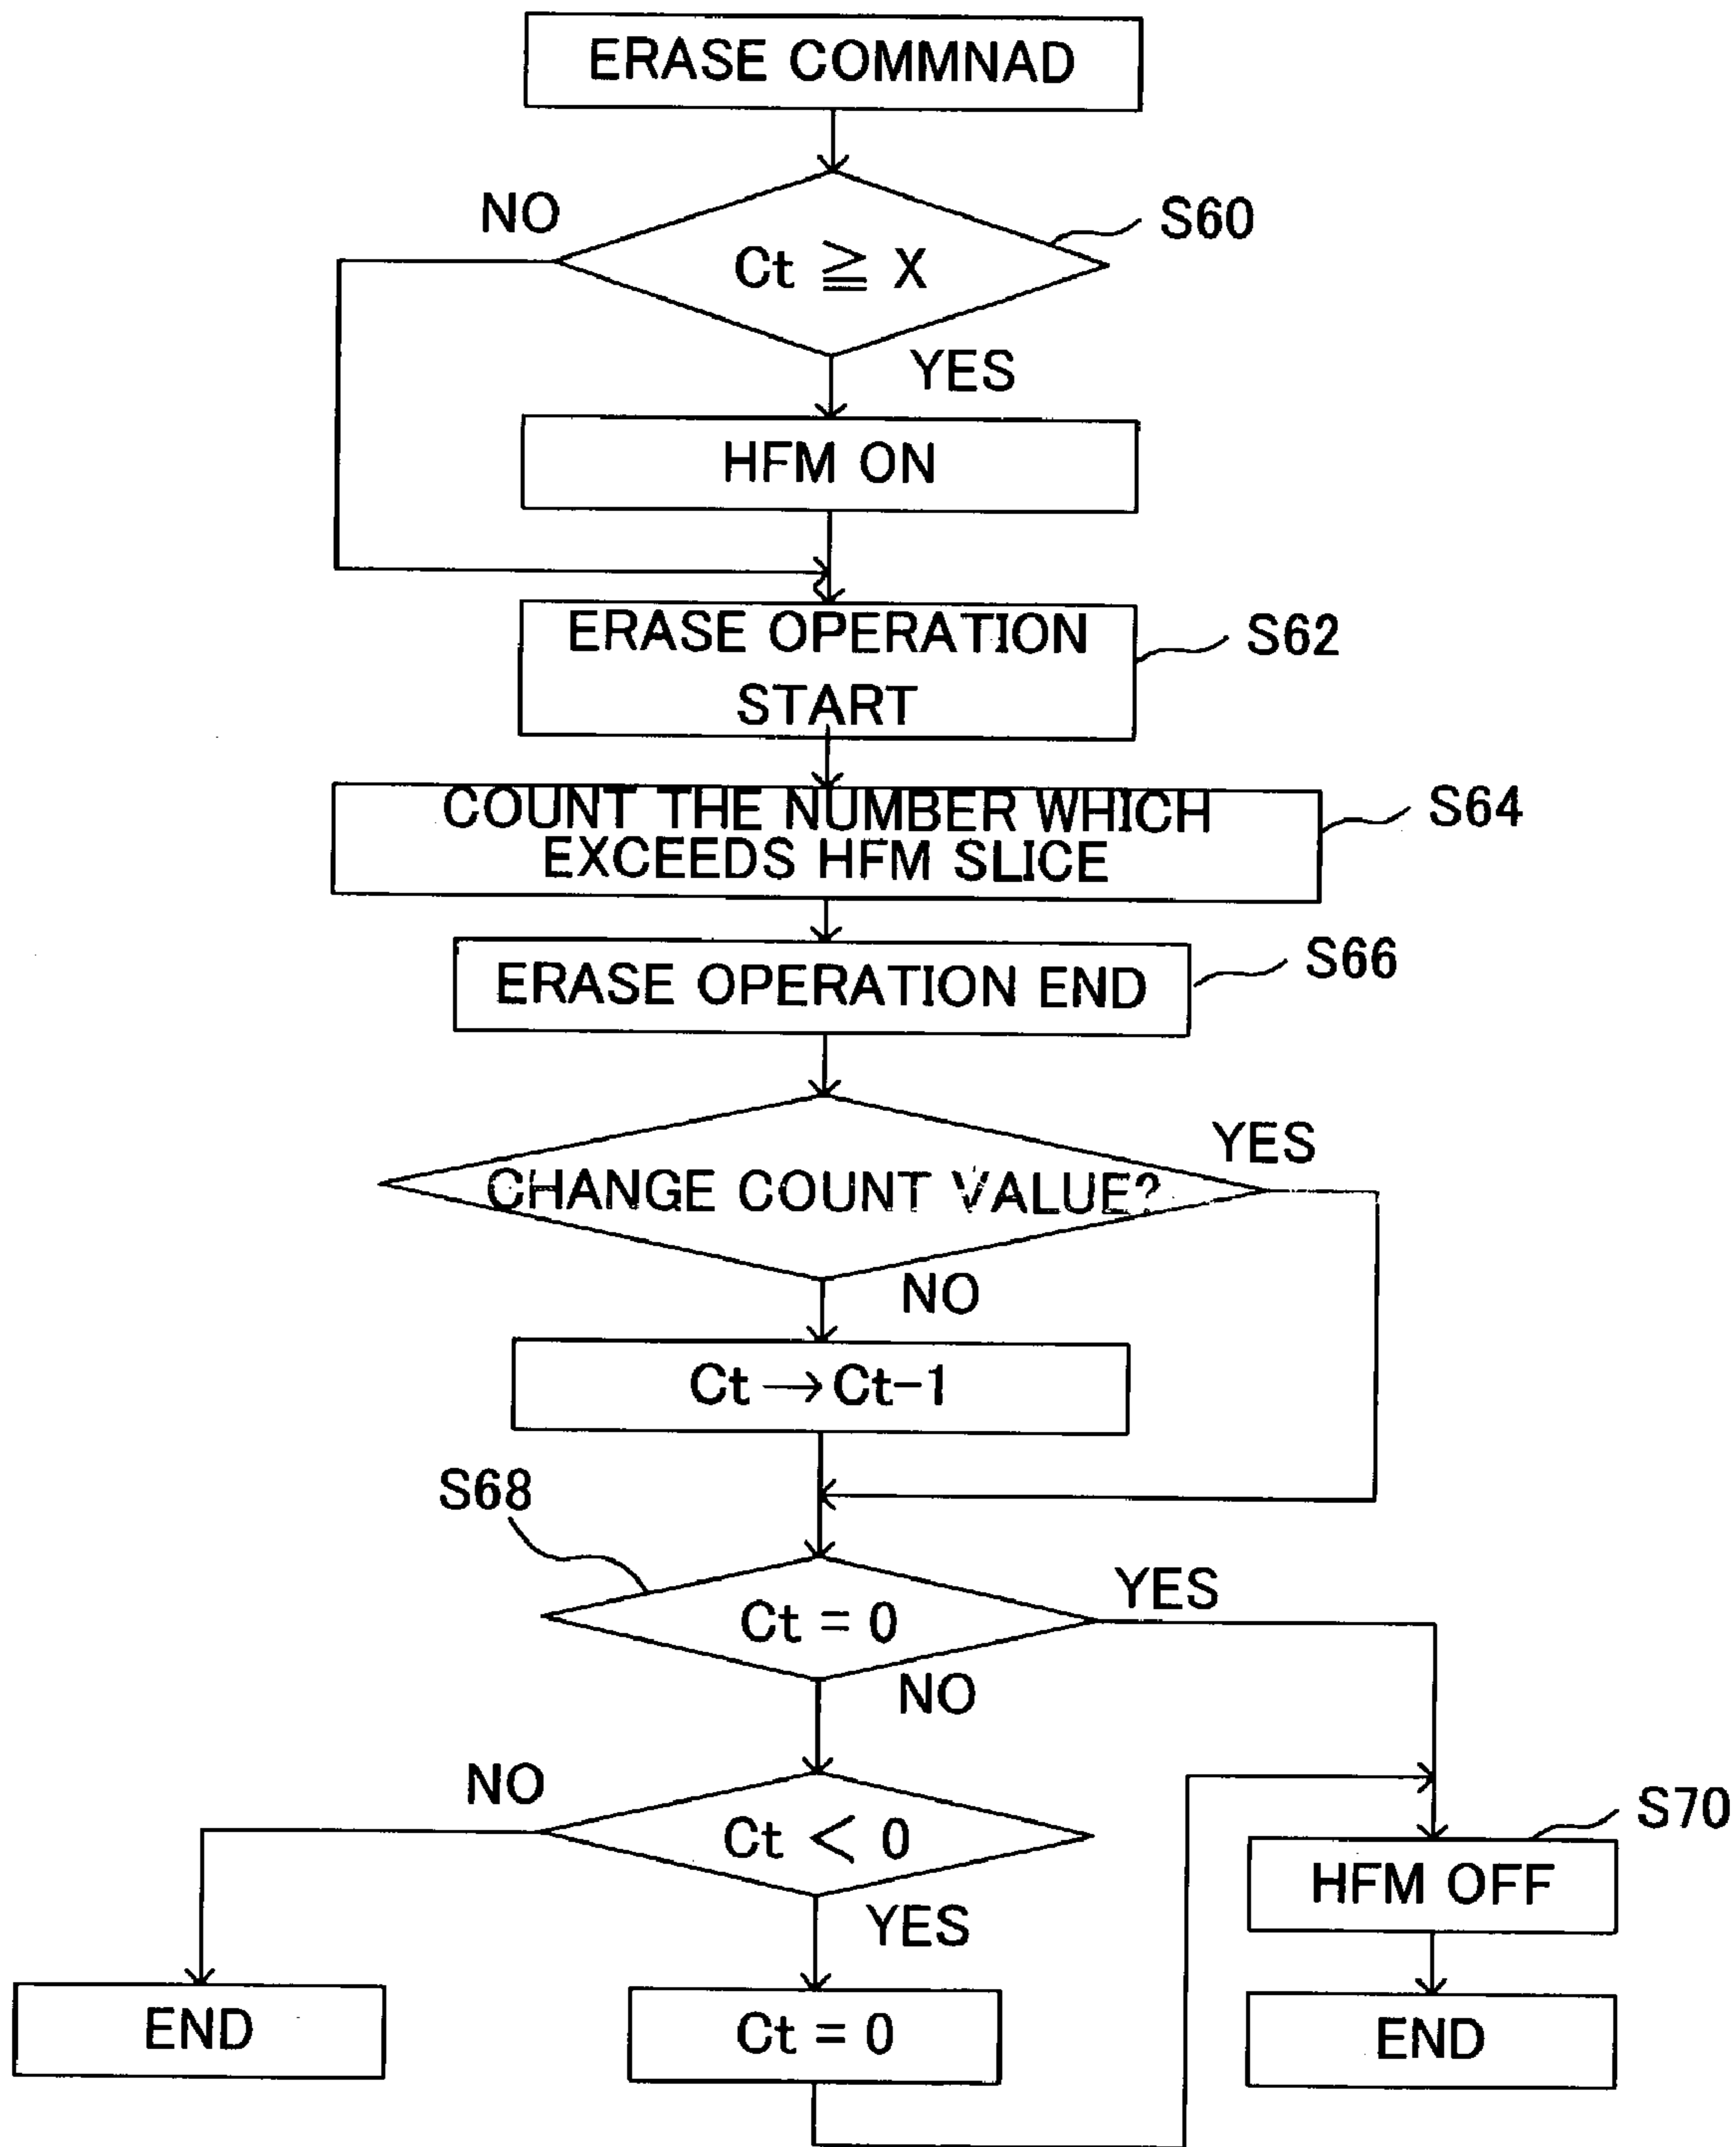 ERASE COMMNAD
NO
S60
Ct ≧ X
YES
HFM ON
ERASE OPERATION
START
S62
COUNT THE NUMBER WHICH
EXCEEDS HFM SLICE
S64
ERASE OPERATION END
S66
YES
CHANGE COUNT VALUE?
NO
Ct → Ct-1
S68
YES
Ct = 0
NO
NO
Ct < 0
S70
HFM OFF
YES
END
Ct = 0
END